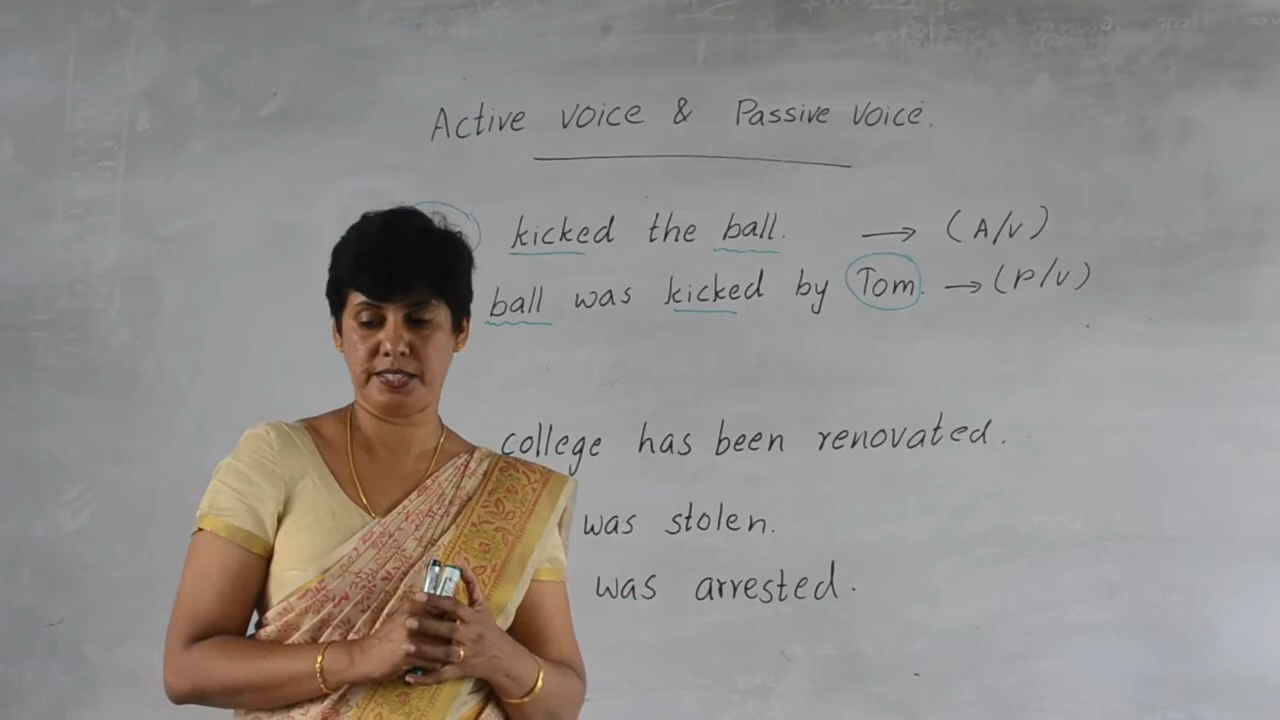 Active voice & Passive voice.
kicked the ball. → (A/V)
ball was kicked by Tom. → (P/V)
college has been renovated.
was stolen.
was arrested.